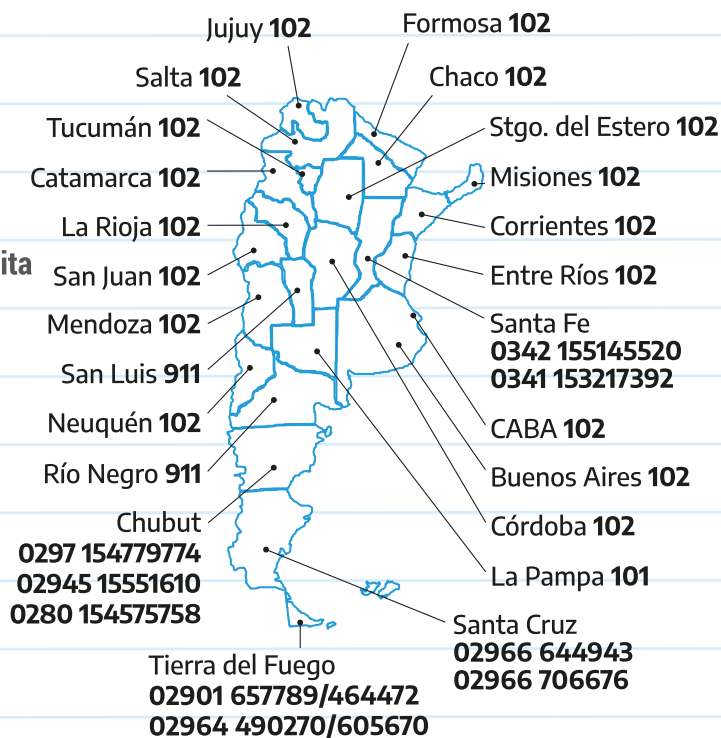 Jujuy 102
Formosa 102
Salta 102
Chaco 102
Tucumán 102
Stgo. del Estero 102
Catamarca 102
Misiones 102
La Rioja 102
Corrientes 102
ita
San Juan 102
Entre Ríos 102
Mendoza 102
Santa Fe
0342 155145520
0341 153217392
San Luis 911
Neuquén 102
CABA 102
Río Negro 911
Buenos Aires 102
Chubut
0297 154779774
02945 15551610
0280 154575758
Córdoba 102
La Pampa 101
Santa Cruz
02966 644943
02966 706676
Tierra del Fuego
02901 657789/464472
02964 490270/605670